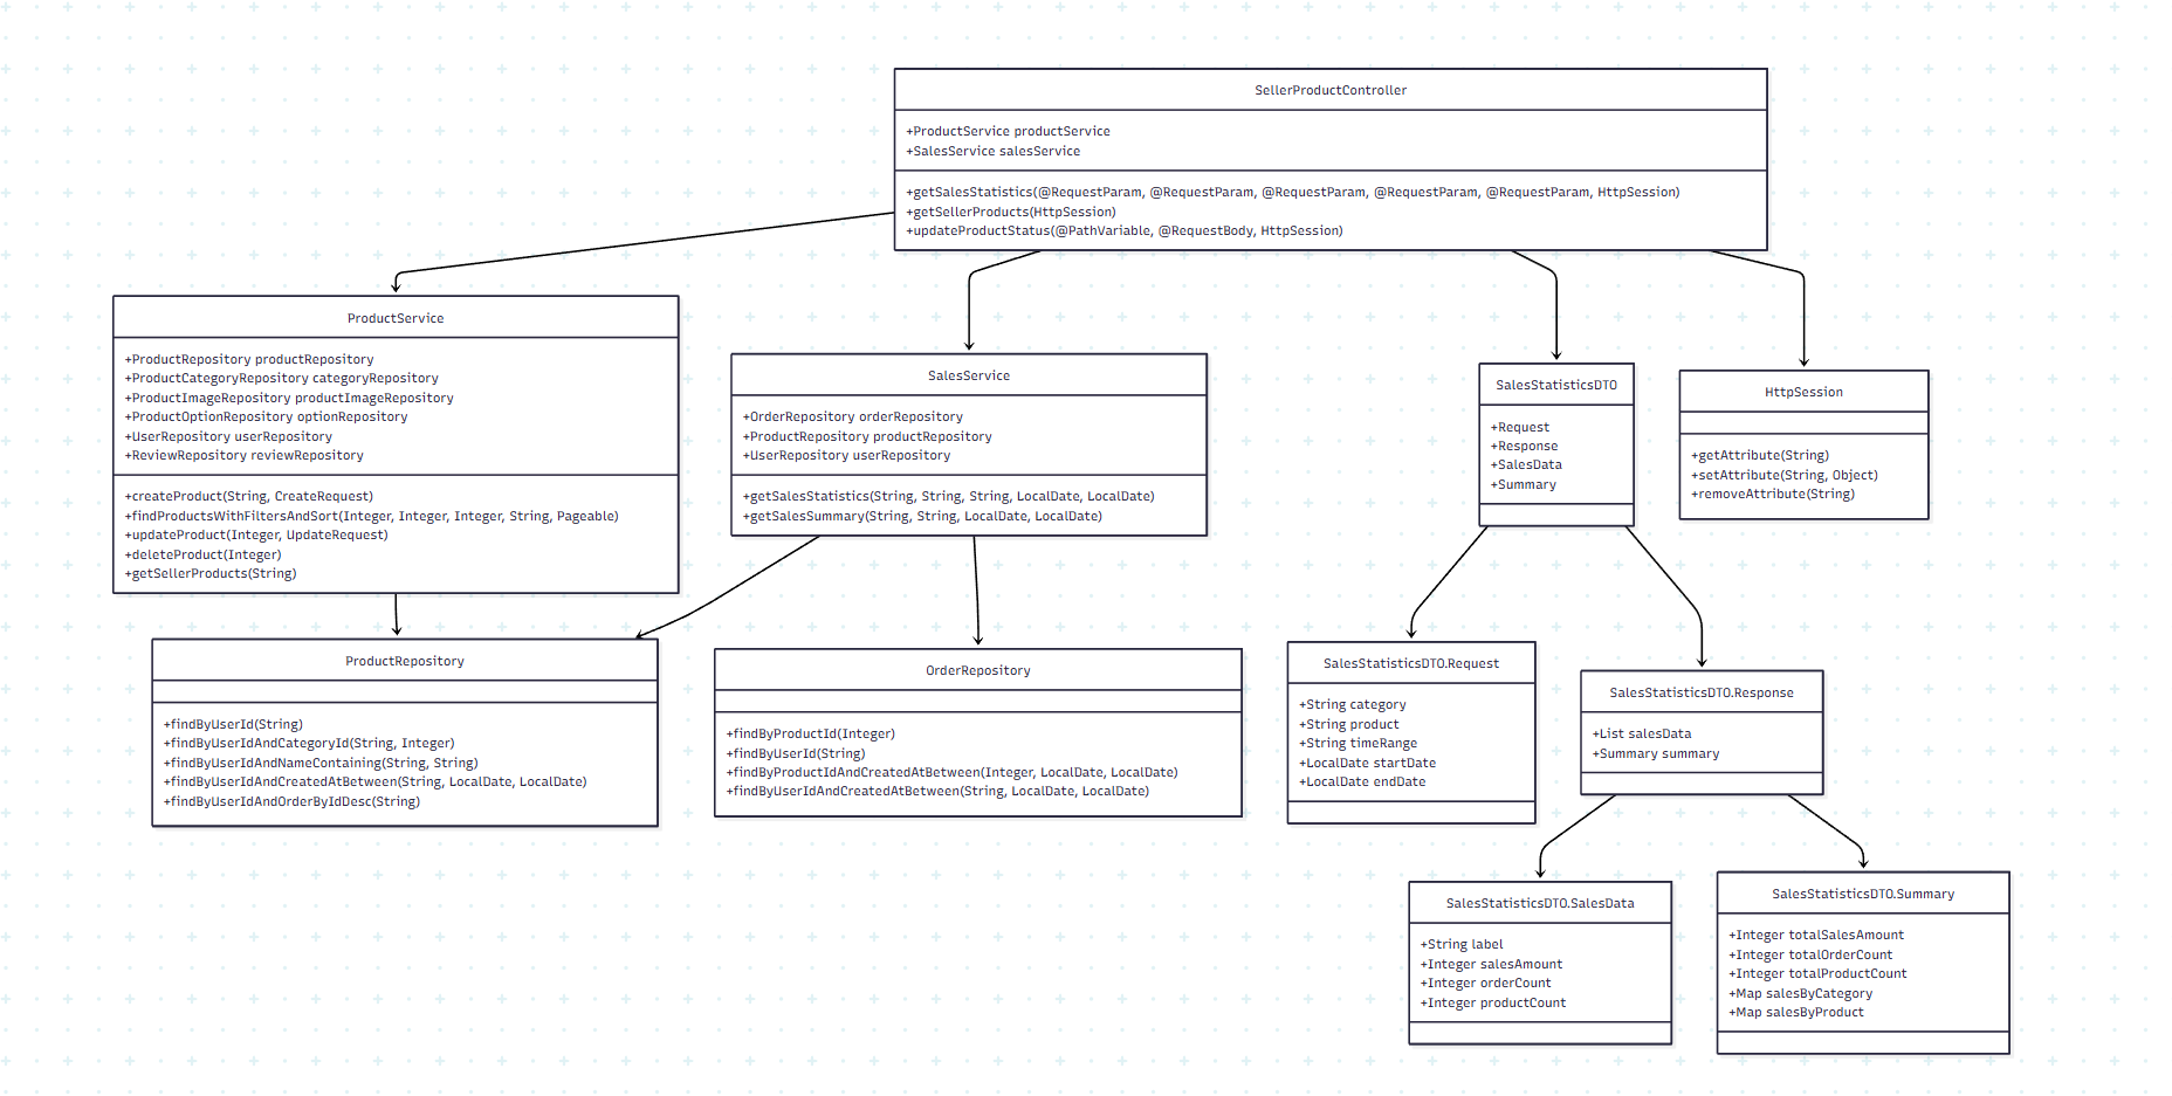 SellerProductController
+ProductService productService
+SalesService salesService
+getSalesStatistics(@RequestParam, @RequestParam, @RequestParam, @RequestParam, @RequestParam, HttpSession)
+getSellerProducts(HttpSession)
+updateProductStatus(@PathVariable, @RequestBody, HttpSession)
ProductService
+ProductRepository productRepository
+ProductCategoryRepository categoryRepository
+ProductImageRepository productImageRepository
+ProductOptionRepository optionRepository
+UserRepository userRepository
+ReviewRepository reviewRepository
+createProduct(String, CreateRequest)
+findProductsWithFiltersAndSort(Integer, Integer, Integer, String, Pageable)
+updateProduct(Integer, UpdateRequest)
+deleteProduct(Integer)
+getSellerProducts(String)
SalesService
+OrderRepository orderRepository
+ProductRepository productRepository
+UserRepository userRepository
+getSalesStatistics(String, String, String, LocalDate, LocalDate)
+getSalesSummary(String, String, LocalDate, LocalDate)
SalesStatisticsDTO
+Request
+Response
+SalesData
+Summary
HttpSession
+getAttribute(String)
+setAttribute(String, Object)
+removeAttribute(String)
ProductRepository
+findByUserId(String)
+findByUserIdAndCategoryId(String, Integer)
+findByUserIdAndNameContaining(String, String)
+findByUserIdAndCreatedAtBetween(String, LocalDate, LocalDate)
+findByUserIdAndOrderByIdDesc(String)
OrderRepository
+findByProductId(Integer)
+findByUserId(String)
+findByProductIdAndCreatedAtBetween(Integer, LocalDate, LocalDate)
+findByUserIdAndCreatedAtBetween(String, LocalDate, LocalDate)
SalesStatisticsDTO.Request
+String category
+String product
+String timeRange
+LocalDate startDate
+LocalDate endDate
SalesStatisticsDTO.Response
+List salesData
+Summary summary
SalesStatisticsDTO.SalesData
+String label
+Integer salesAmount
+Integer orderCount
+Integer productCount
SalesStatisticsDTO.Summary
+Integer totalSalesAmount
+Integer totalOrderCount
+Integer totalProductCount
+Map salesByCategory
+Map salesByProduct